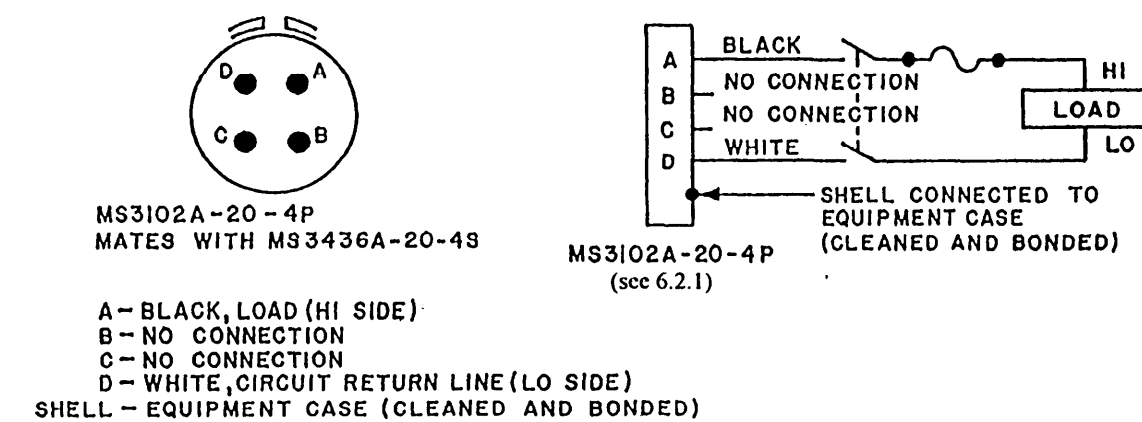 D A
C B
MS3102A-20-4P
MATES WITH MS3436A-20-4S
A BLACK
B NO CONNECTION
C NO CONNECTION
D WHITE
HI
LOAD
LO
SHELL CONNECTED TO
EQUIPMENT CASE
(CLEANED AND BONDED)
MS3102A-20-4P
(see 6.2.1)
A - BLACK, LOAD (HI SIDE)
B - NO CONNECTION
C - NO CONNECTION
D - WHITE, CIRCUIT RETURN LINE (LO SIDE)
SHELL - EQUIPMENT CASE (CLEANED AND BONDED)